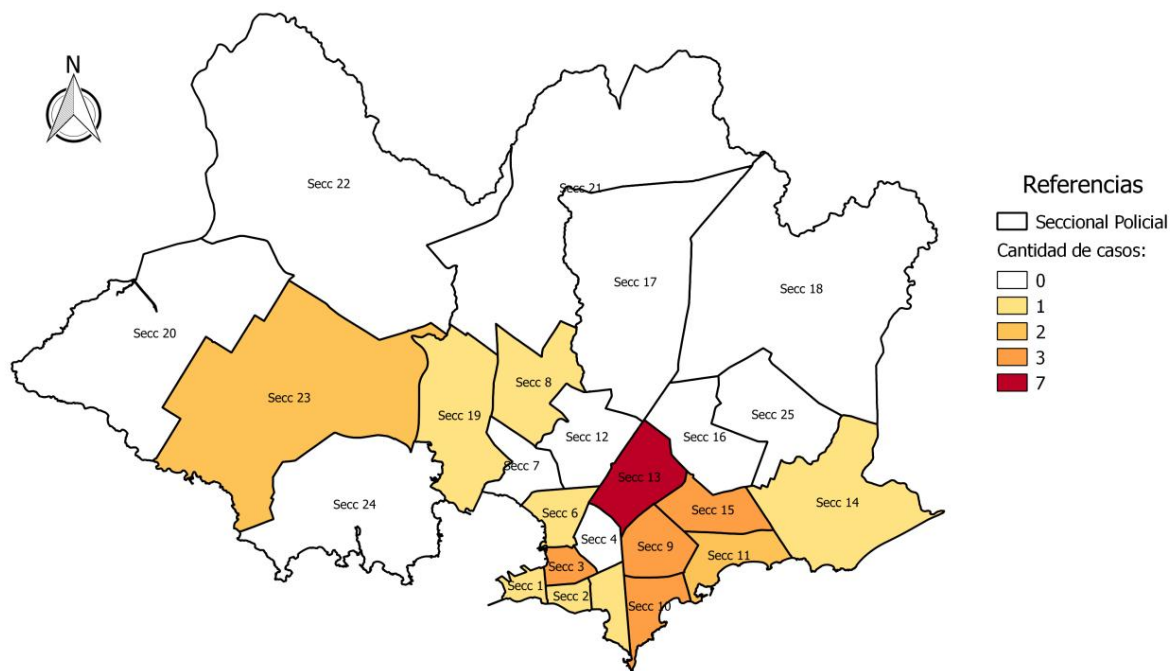 N
Secc 22
Secc 21
Referencias
Seccional Policial
Cantidad de casos:
0
1
2
3
7
Secc 17
Secc 18
Secc 20
Secc 8
Secc 23
Secc 19
Secc 25
Secc 12
Secc 16
Secc 7
Secc 13
Secc 24
Secc 14
Secc 6
Secc 15
Secc 4
Secc 9
Secc 11
Secc 3
Secc 1
Secc 2
Secc 10